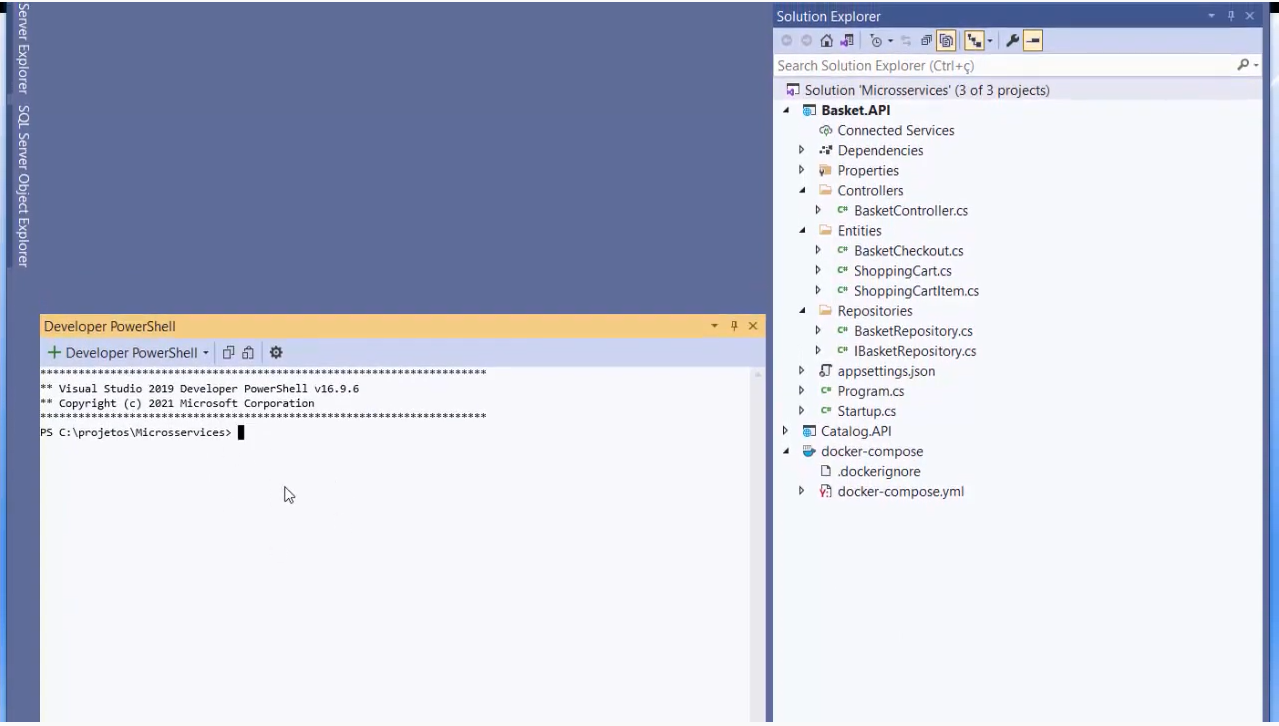 Server Explorer
SQL Server Object Explorer
Developer PowerShell
Developer PowerShell
**********************************************************************
** Visual Studio 2019 Developer PowerShell v16.9.6
** Copyright (c) 2021 Microsoft Corporation
**********************************************************************
PS C:\projetos\Microsservices>
Solution Explorer
Search Solution Explorer (Ctrl+ç)
Solution 'Microsservices' (3 of 3 projects)
Basket.API
Connected Services
Dependencies
Properties
Controllers
C# BasketController.cs
Entities
C# BasketCheckout.cs
C# ShoppingCart.cs
C# ShoppingCartItem.cs
Repositories
C# BasketRepository.cs
C# IBasketRepository.cs
appsettings.json
C# Program.cs
C# Startup.cs
Catalog.API
docker-compose
.dockerignore
docker-compose.yml